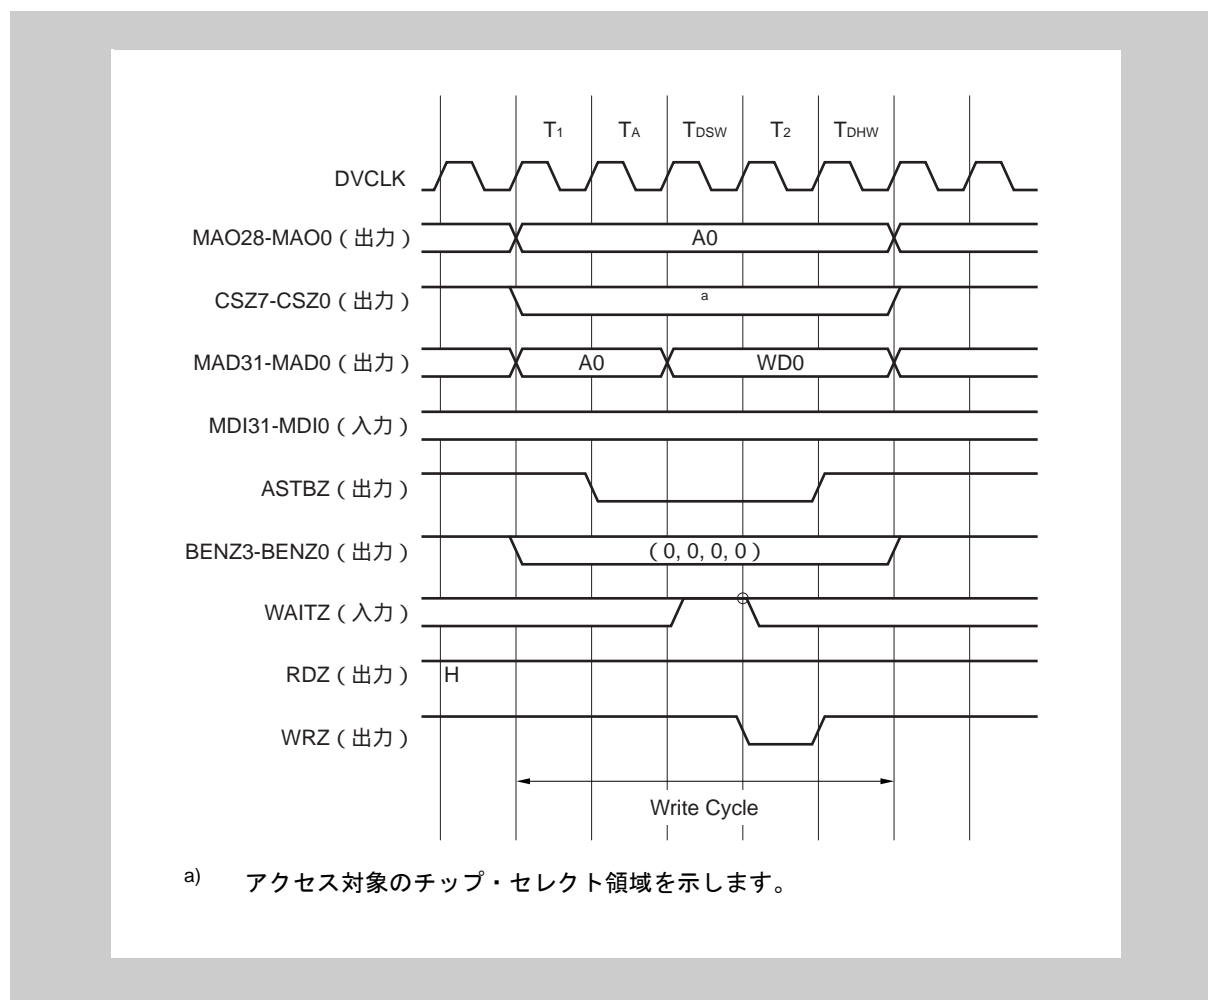 T1 TA TDSW T2 TDHW
DVCLK
MAO28-MAO0（出力） A0
CSZ7-CSZ0（出力） a
MAD31-MAD0（出力） A0 WD0
MDI31-MDI0（入力）
ASTBZ（出力）
BENZ3-BENZ0（出力） （0, 0, 0, 0）
WAITZ（入力）
RDZ（出力） H
WRZ（出力）
Write Cycle
a) アクセス対象のチップ・セレクト領域を示します。